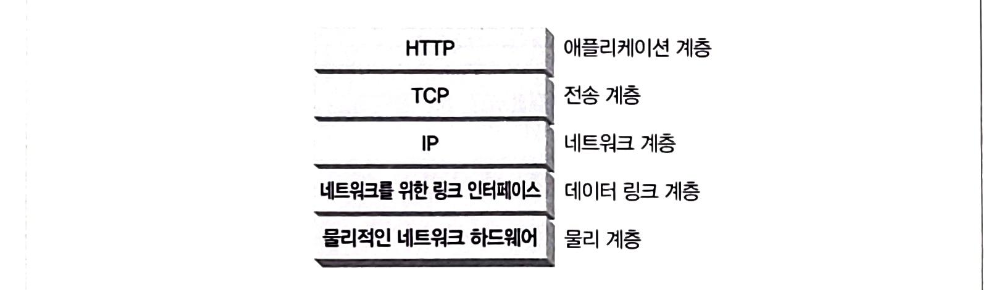 HTTP 애플리케이션 계층
TCP 전송 계층
IP 네트워크 계층
네트워크를 위한 링크 인터페이스 데이터 링크 계층
물리적인 네트워크 하드웨어 물리 계층